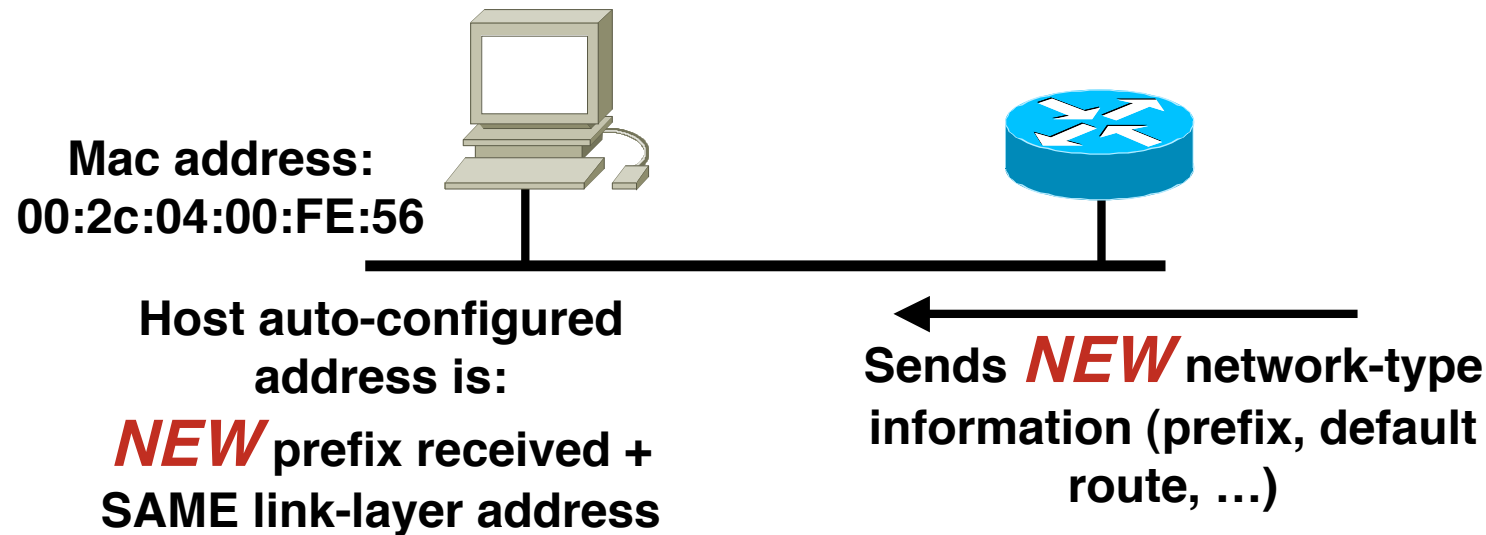 Mac address:
00:2c:04:00:FE:56
Host auto-configured
address is:
NEW prefix received +
SAME link-layer address
Sends NEW network-type
information (prefix, default
route, …)